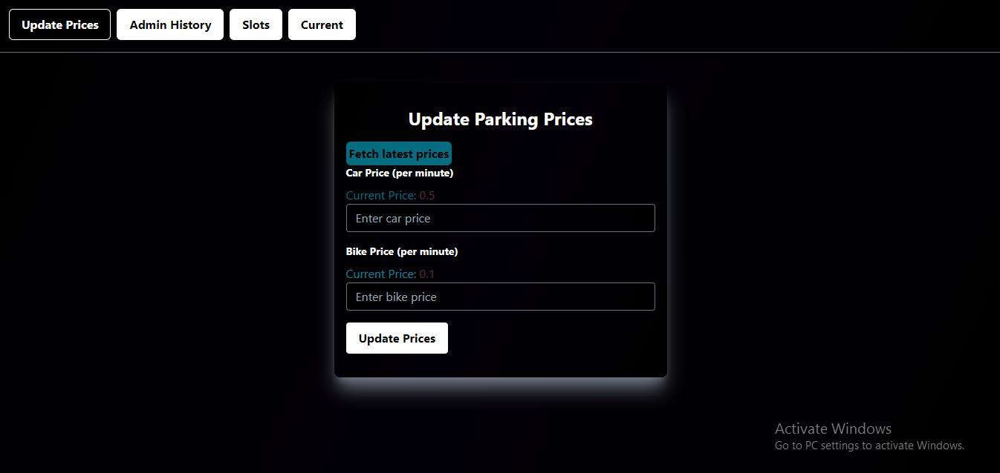 Update Prices Admin History Slots Current
Update Parking Prices
Fetch latest prices
Car Price (per minute)
Current Price: 0.5
Enter car price
Bike Price (per minute)
Current Price: 0.1
Enter bike price
Update Prices
Activate Windows
Go to PC settings to activate Windows.